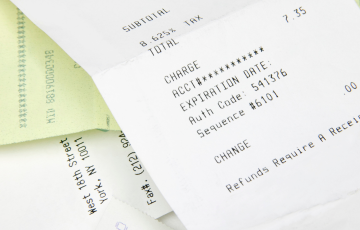 SUBTOTAL
8.625% TAX 7.35
TOTAL
CHARGE
ACCT#***********
EXPIRATION DATE:
Auth Code: 541376
Sequence #6101
.00
CHANGE
Refunds Require A Recei
West 18th Street
York, NY 10011
Fax#. (212) 904